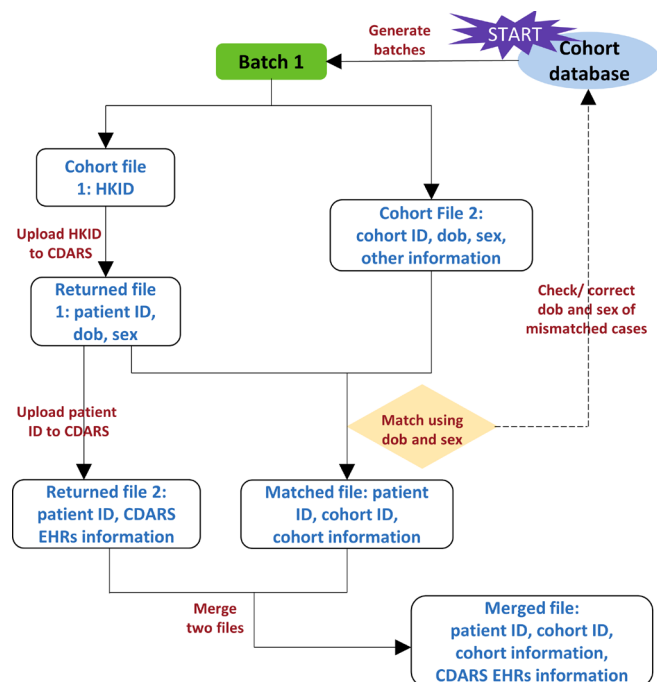 START
Generate
batches
Cohort
database
Batch 1
Cohort file
1: HKID
Cohort File 2:
cohort ID, dob, sex,
other information
Upload HKID
to CDARS
Returned file
1: patient ID,
dob, sex
Check/ correct
dob and sex of
mismatched cases
Upload patient
ID to CDARS
Match using
dob and sex
Returned file 2:
patient ID, CDARS
EHRs information
Matched file: patient
ID, cohort ID,
cohort information
Merge
two files
Merged file:
patient ID, cohort ID,
cohort information,
CDARS EHRs information